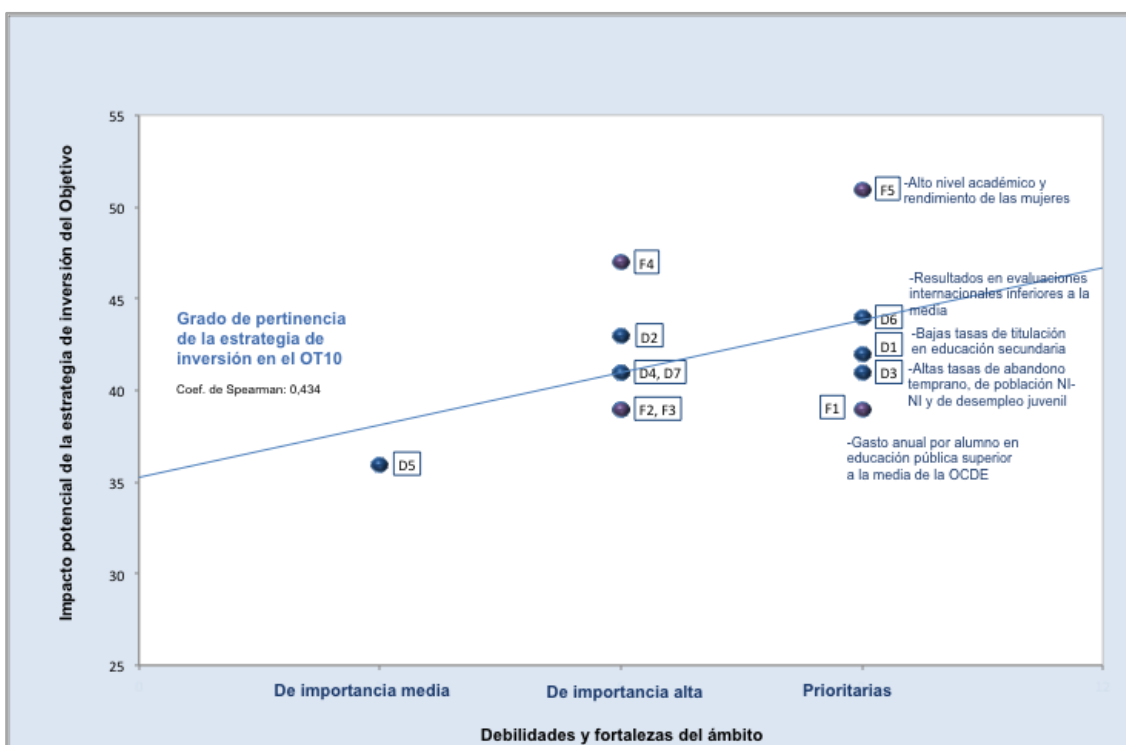 Impacto potencial de la estrategia de inversión del Objetivo
55
50
45
40
35
30
25
Grado de pertinencia
de la estrategia de
inversión en el OT10
Coef. de Spearman: 0,434
F5
-Alto nivel académico y
rendimiento de las mujeres
F4
-Resultados en evaluaciones
internacionales inferiores a la
media
D6
D2
D1
-Bajas tasas de titulación
en educación secundaria
D4, D7
D3
-Altas tasas de abandono
temprano, de población NI-
NI y de desempleo juvenil
F2, F3
F1
-Gasto anual por alumno en
educación pública superior
a la media de la OCDE
D5
De importancia media
De importancia alta
Prioritarias
Debilidades y fortalezas del ámbito